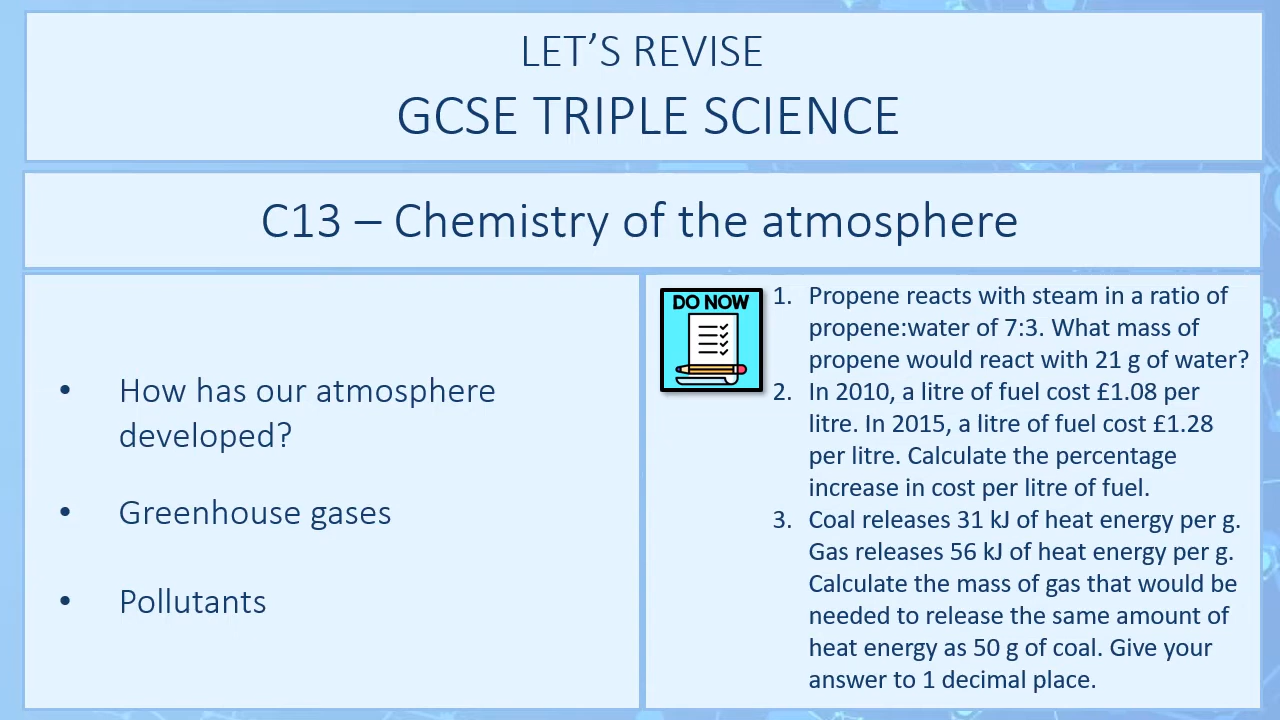 LET’S REVISE
GCSE TRIPLE SCIENCE
C13 – Chemistry of the atmosphere
• How has our atmosphere
developed?
• Greenhouse gases
• Pollutants
DO NOW
1. Propene reacts with steam in a ratio of
propene:water of 7:3. What mass of
propene would react with 21 g of water?
2. In 2010, a litre of fuel cost £1.08 per
litre. In 2015, a litre of fuel cost £1.28
per litre. Calculate the percentage
increase in cost per litre of fuel.
3. Coal releases 31 kJ of heat energy per g.
Gas releases 56 kJ of heat energy per g.
Calculate the mass of gas that would be
needed to release the same amount of
heat energy as 50 g of coal. Give your
answer to 1 decimal place.